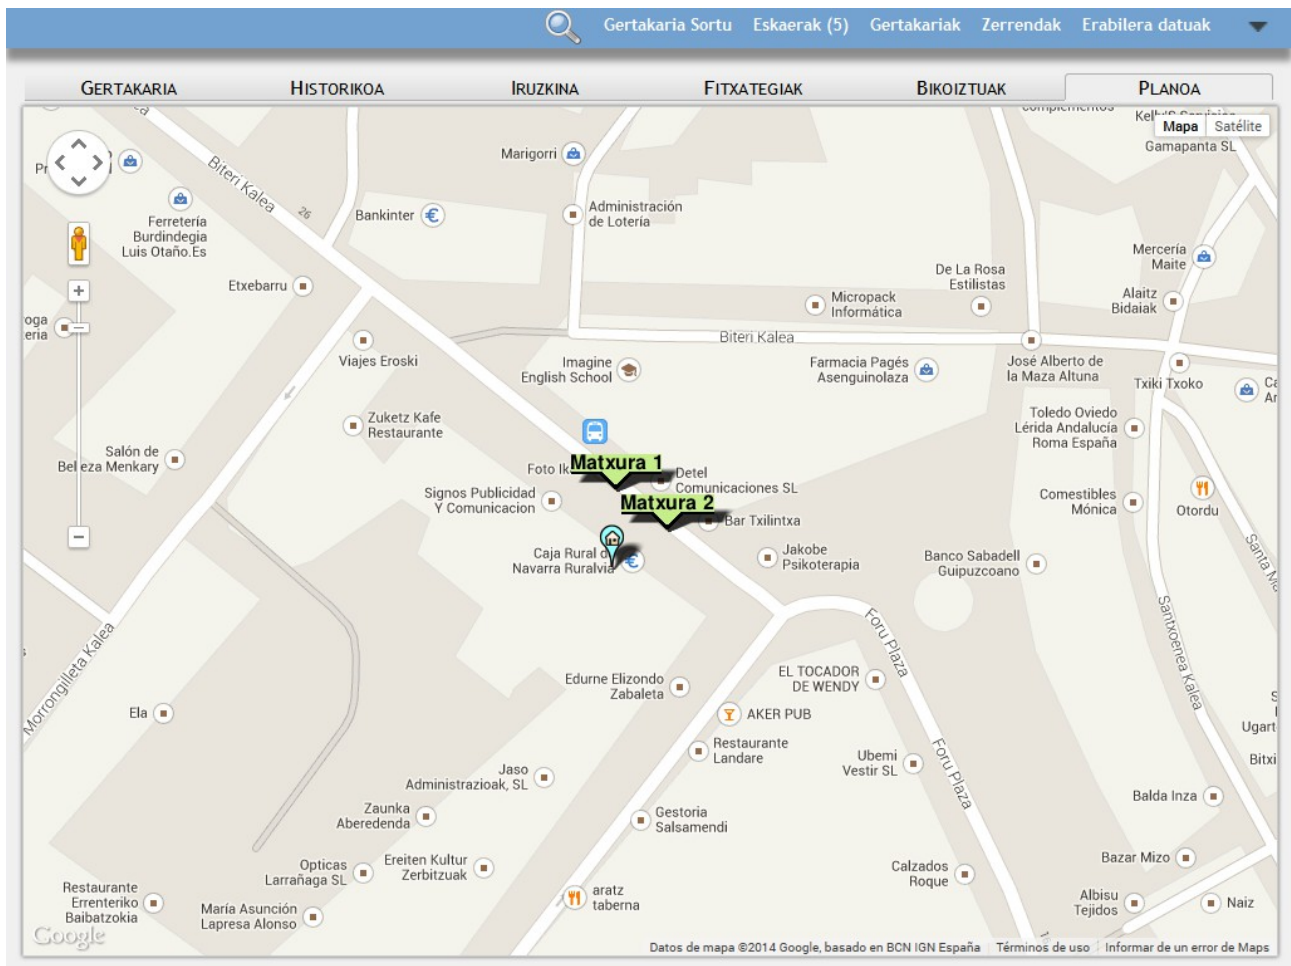 Gertakaria Sortu Eskaerak (5) Gertakariak Zerrendak Erabilera datuak
GERTAKARIA HISTORIKOA IRUZKINA FITXATEGIAK BIKOIZTUAK PLANOA
Mapa Satélite
Gamapanta SL
Marigorri
Biteri Kalea
26
Ferretería
Burdindegia
Luis Otaño.Es
Bankinter
Administración
de Lotería
Mercería
Maite
De La Rosa
Estilistas
Etxebarru
Micropack
Informática
Alaitz
Bidaiak
Biteri Kalea
Viajes Eroski
Imagine
English School
Farmacia Pagés
Asenguinolaza
José Alberto de
la Maza Altuna
Txiki Txoko
Zuketz Kafe
Restaurante
Toledo Oviedo
Lérida Andalucía
Roma España
Salón de
Belleza Menkary
Foto
Matxura 1
Detel
Comunicaciones SL
Signos Publicidad
Y Comunicacion
Matxura 2
Bar Txilintxa
Comestibles
Mónica
Otordu
Caja Rural
Navarra Ruralvia
Jakobe
Psikoterapia
Banco Sabadell
Guipuzcoano
Foru Plaza
Santxoenea Kalea
Morrongilleta Kalea
Edurne Elizondo
Zabaleta
EL TOCADOR
DE WENDY
Ela
AKER PUB
Restaurante
Landare
Ubemi
Vestir SL
Foru Plaza
Jaso
Administrazioak, SL
Zaunka
Aberedenda
Gestoria
Salsamendi
Balda Inza
Opticas
Larrañaga SL
Ereiten Kultur
Zerbitzuak
Calzados
Roque
Bazar Mizo
Restaurante
Errenteriko
Baibatzokia
María Asunción
Lapresa Alonso
aratz
taberna
Albisu
Tejidos
Naiz
Google
Datos de mapa ©2014 Google, basado en BCN IGN España Términos de uso Informar de un error de Maps